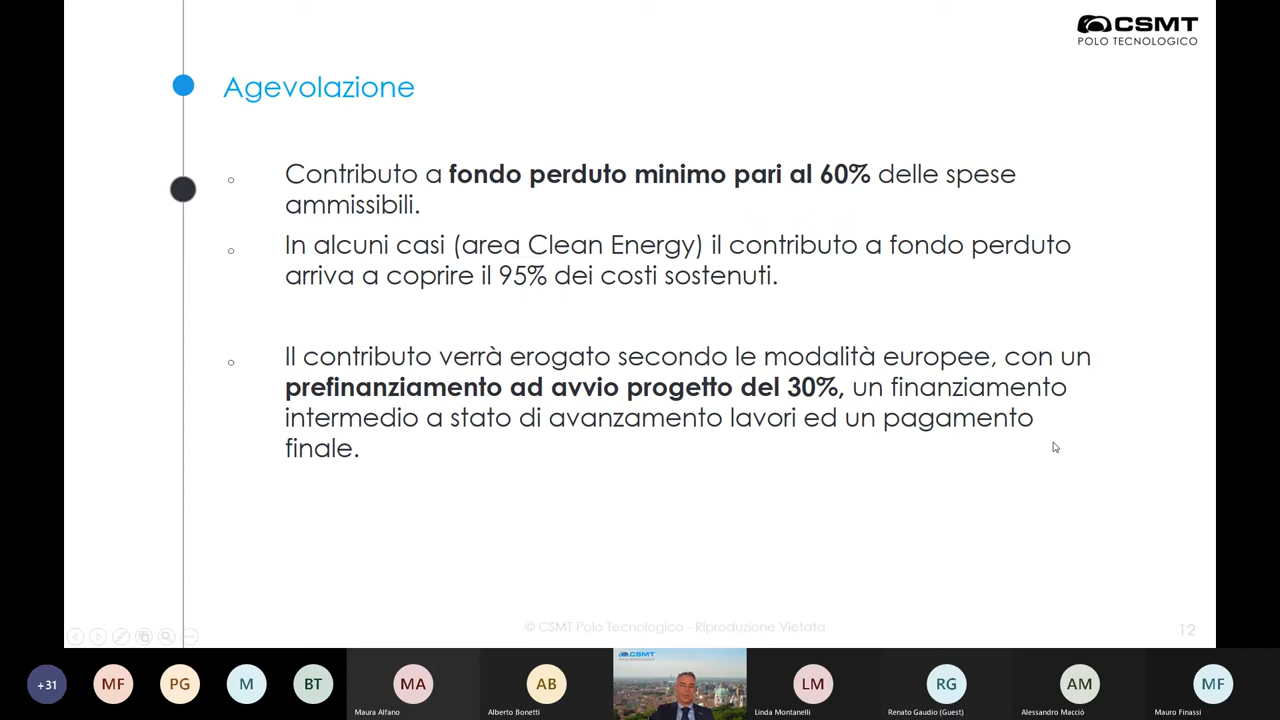 CSMT
POLO TECNOLOGICO
Agevolazione
Contributo a fondo perduto minimo pari al 60% delle spese
ammissibili.
In alcuni casi (area Clean Energy) il contributo a fondo perduto
arriva a coprire il 95% dei costi sostenuti.
Il contributo verrà erogato secondo le modalità europee, con un
prefinanziamento ad avvio progetto del 30%, un finanziamento
intermedio a stato di avanzamento lavori ed un pagamento
finale.
© CSMT Polo Tecnologico - Riproduzione Vietata
12
+31
MF
PG
M
BT
MA
Maura Alfano
AB
Alberto Bonetti
CSMT
LM
Linda Montanelli
RG
Renato Gaudio (Guest)
AM
Alessandro Macciò
MF
Mauro Finassi